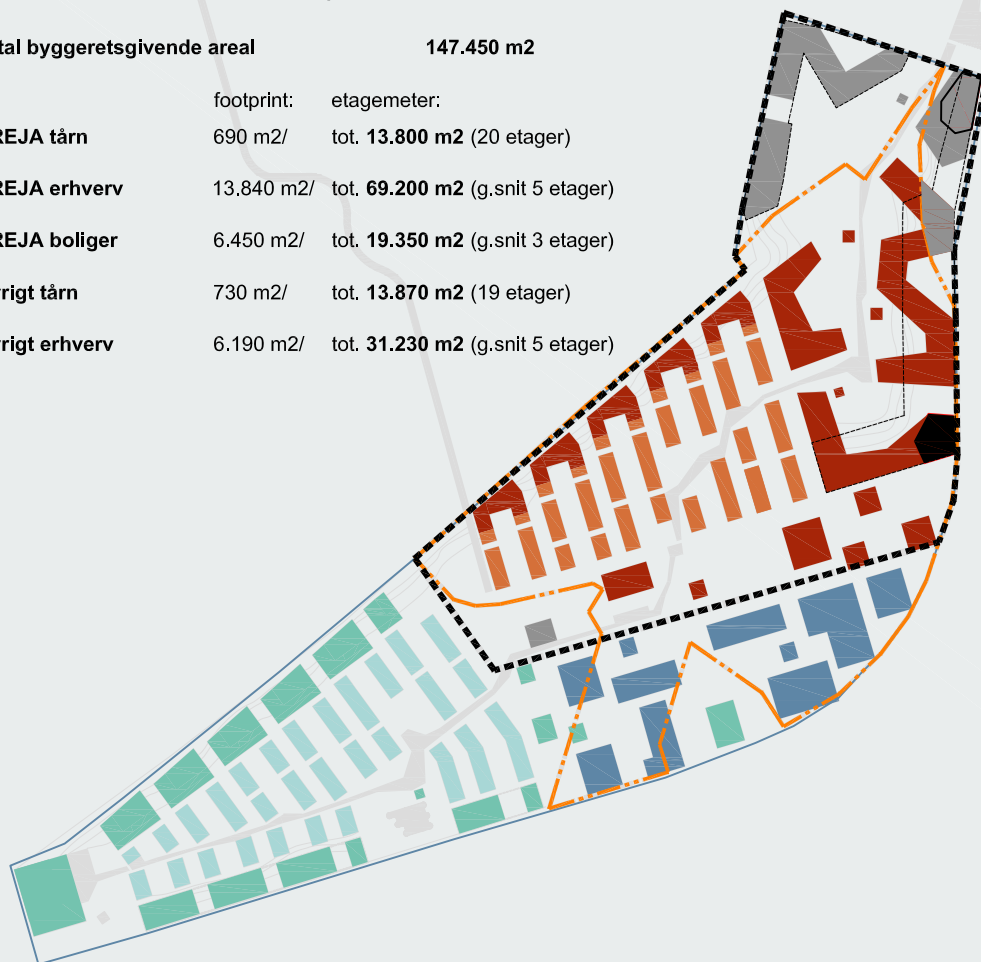 tal byggeretsgivende areal 147.450 m2
footprint: etagemeter:
REJA tårn 690 m2/ tot. 13.800 m2 (20 etager)
REJA erhverv 13.840 m2/ tot. 69.200 m2 (g.snit 5 etager)
REJA boliger 6.450 m2/ tot. 19.350 m2 (g.snit 3 etager)
rigt tårn 730 m2/ tot. 13.870 m2 (19 etager)
rigt erhverv 6.190 m2/ tot. 31.230 m2 (g.snit 5 etager)